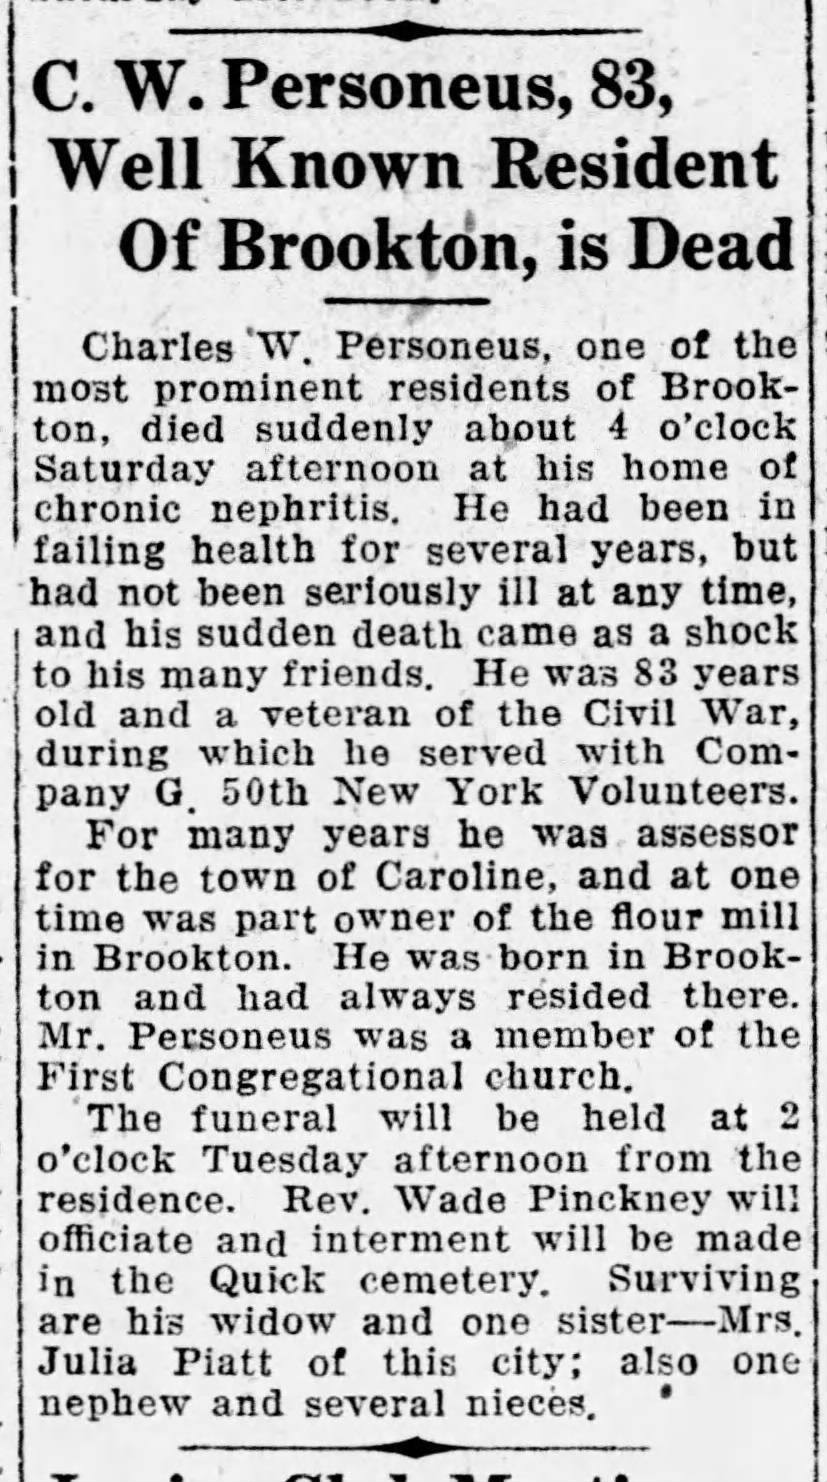 C. W. Personeus, 83,
Well Known Resident
Of Brookton, is Dead
Charles W. Personeus, one of the
most prominent residents of Brook-
ton, died suddenly about 4 o'clock
Saturday afternoon at his home of
chronic nephritis. He had been in
failing health for several years, but
had not been seriously ill at any time,
and his sudden death came as a shock
to his many friends. He was 83 years
old and a veteran of the Civil War,
during which he served with Com-
pany G. 50th New York Volunteers.
For many years he was assessor
for the town of Caroline, and at one
time was part owner of the flour mill
in Brookton. He was born in Brook-
ton and had always resided there.
Mr. Personeus was a member of the
First Congregational church.
The funeral will be held at 2
o'clock Tuesday afternoon from the
residence. Rev. Wade Pinckney will
officiate and interment will be made
in the Quick cemetery. Surviving
are his widow and one sister—Mrs.
Julia Piatt of this city; also one
nephew and several nieces.